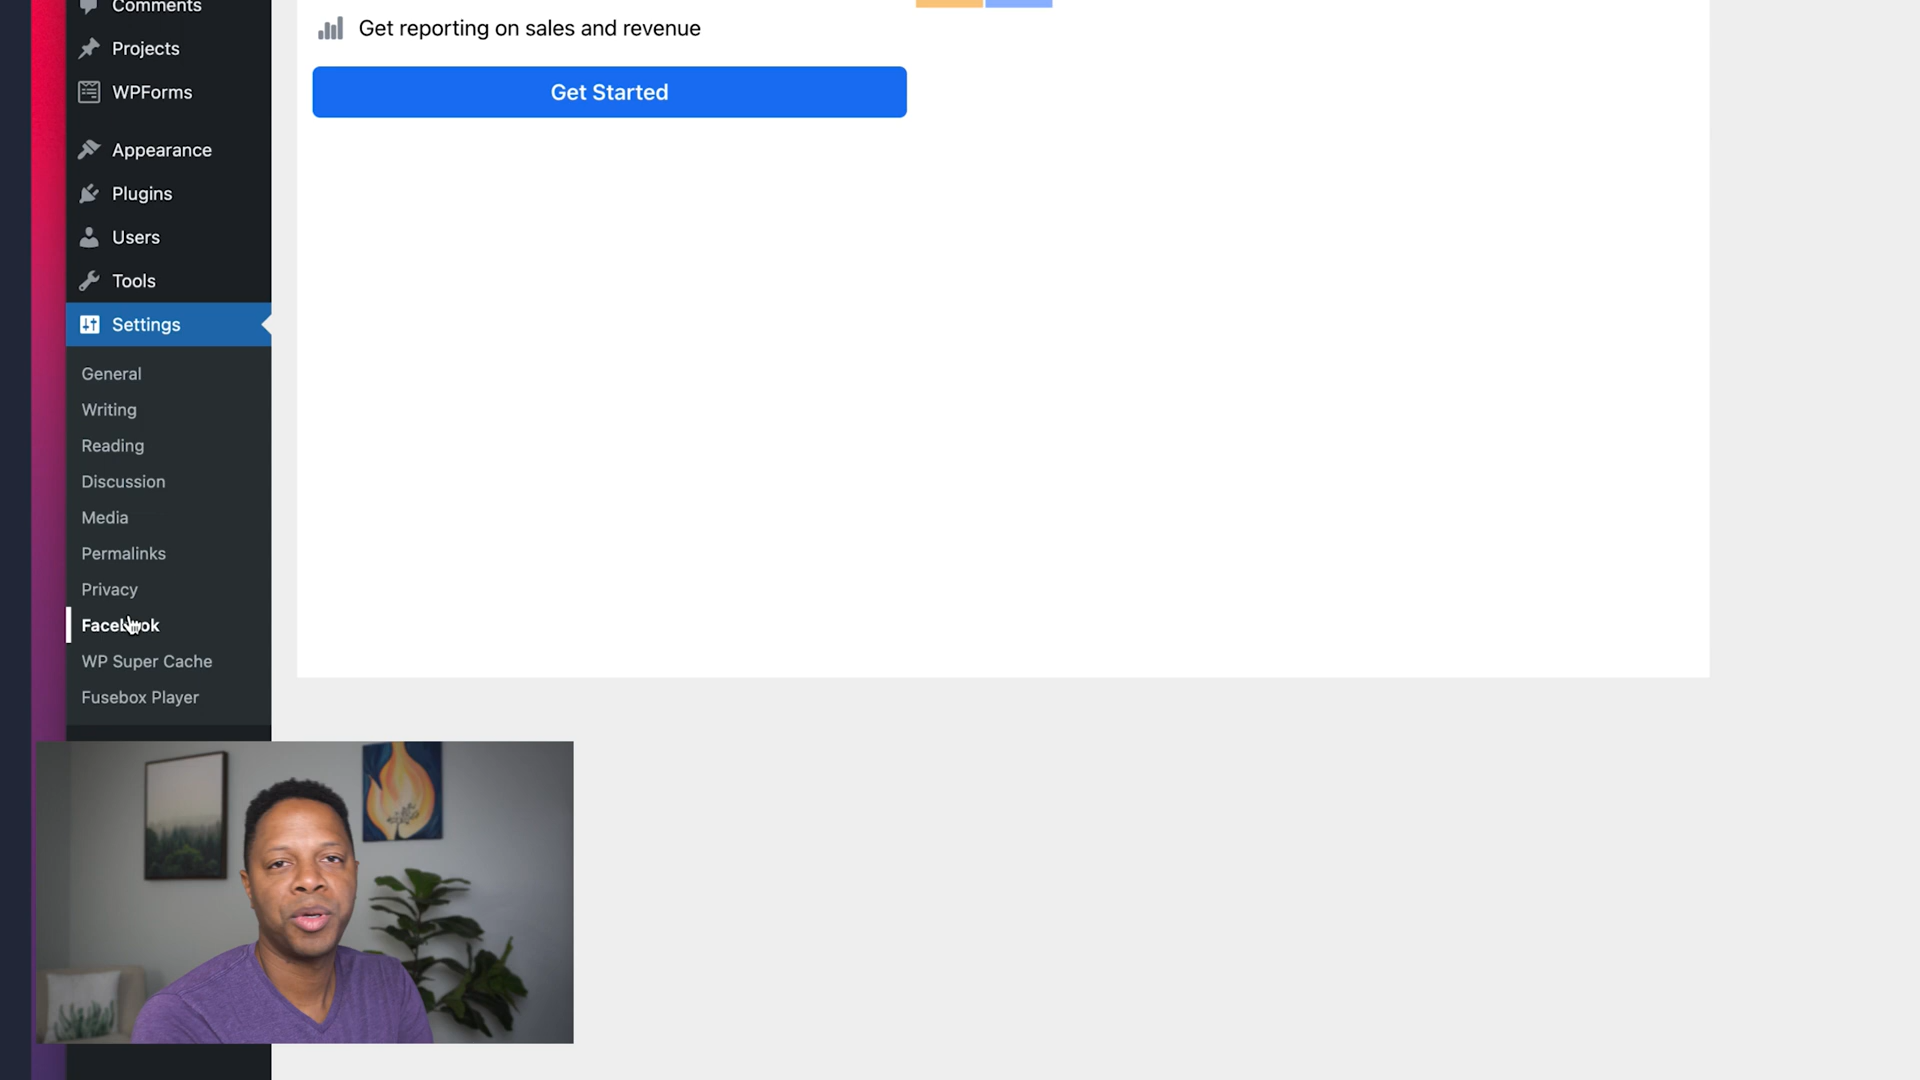 Comments
Get reporting on sales and revenue
Projects
WPForms
Get Started
Appearance
Plugins
Users
Tools
Settings
General
Writing
Reading
Discussion
Media
Permalinks
Privacy
Facebook
WP Super Cache
Fusebox Player